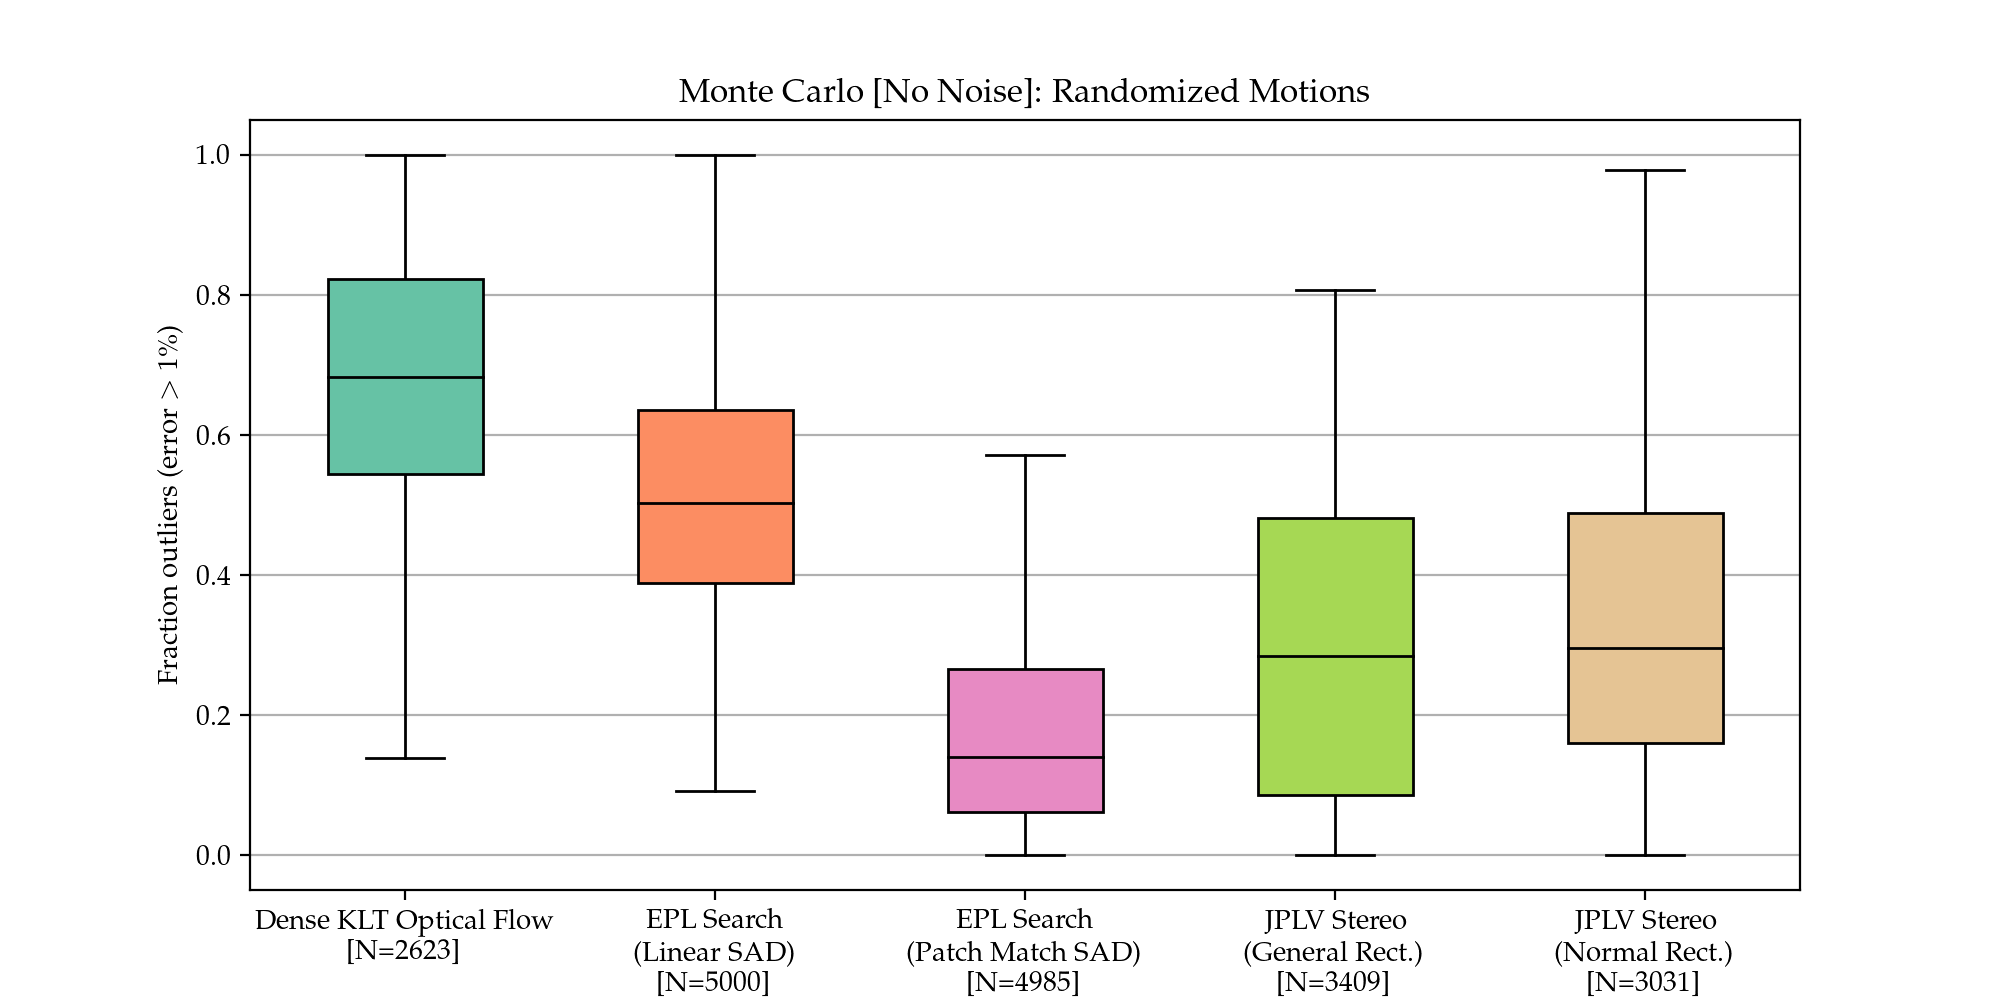 Monte Carlo [No Noise]: Randomized Motions
Fraction outliers (error > 1%)
1.0
0.8
0.6
0.4
0.2
0.0
Dense KLT Optical Flow
[N=2623]
EPL Search
(Linear SAD)
[N=5000]
EPL Search
(Patch Match SAD)
[N=4985]
JPLV Stereo
(General Rect.)
[N=3409]
JPLV Stereo
(Normal Rect.)
[N=3031]